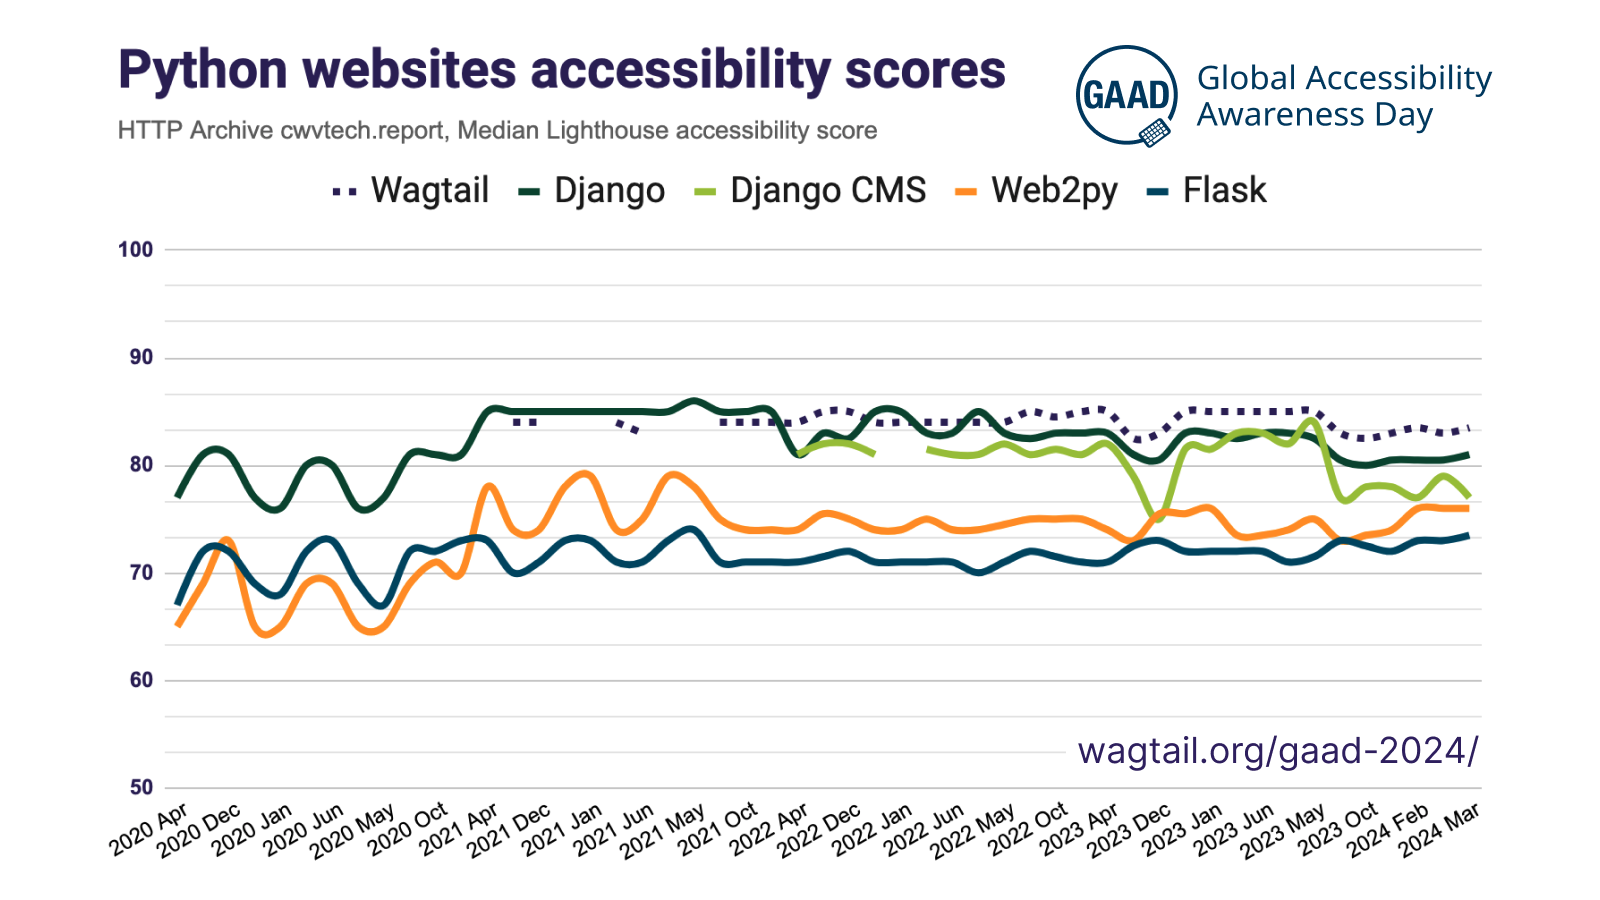 Python websites accessibility scores
HTTP Archive cwvtech.report, Median Lighthouse accessibility score
GAAD
Global Accessibility
Awareness Day
Wagtail Django Django CMS Web2py Flask
100
90
80
70
60
50
wagtail.org/gaad-2024/
2020 Apr
2020 Dec
2020 Jan
2020 Jun
2020 May
2020 Oct
2021 Apr
2021 Dec
2021 Jan
2021 Jun
2021 May
2021 Oct
2022 Apr
2022 Dec
2022 Jan
2022 Jun
2022 May
2022 Oct
2023 Apr
2023 Dec
2023 Jan
2023 Jun
2023 May
2023 Oct
2024 Feb
2024 Mar